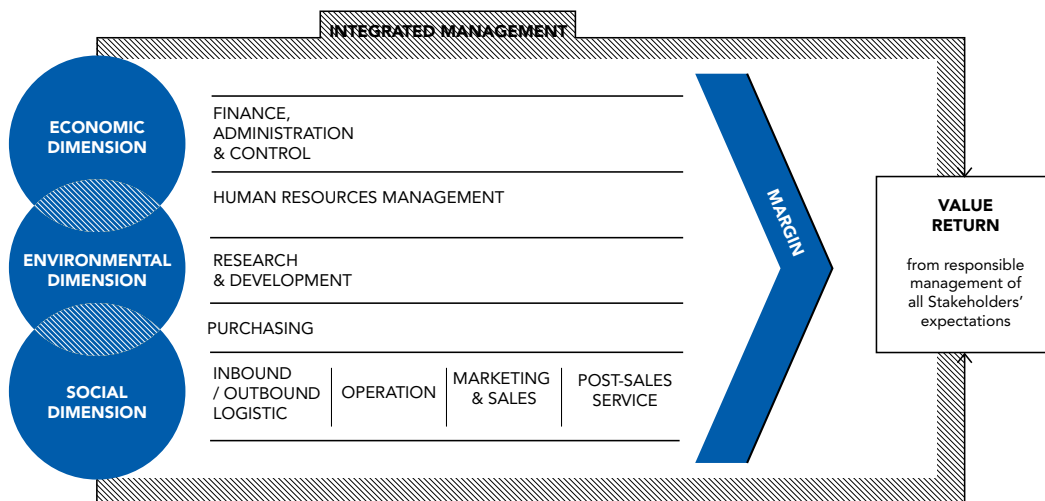 INTEGRATED MANAGEMENT
ECONOMIC
DIMENSION
ENVIRONMENTAL
DIMENSION
SOCIAL
DIMENSION
FINANCE,
ADMINISTRATION
& CONTROL
HUMAN RESOURCES MANAGEMENT
RESEARCH
& DEVELOPMENT
PURCHASING
INBOUND
/ OUTBOUND
LOGISTIC
OPERATION
MARKETING
& SALES
POST-SALES
SERVICE
MARGIN
VALUE
RETURN
from responsible
management of
all Stakeholders’
expectations